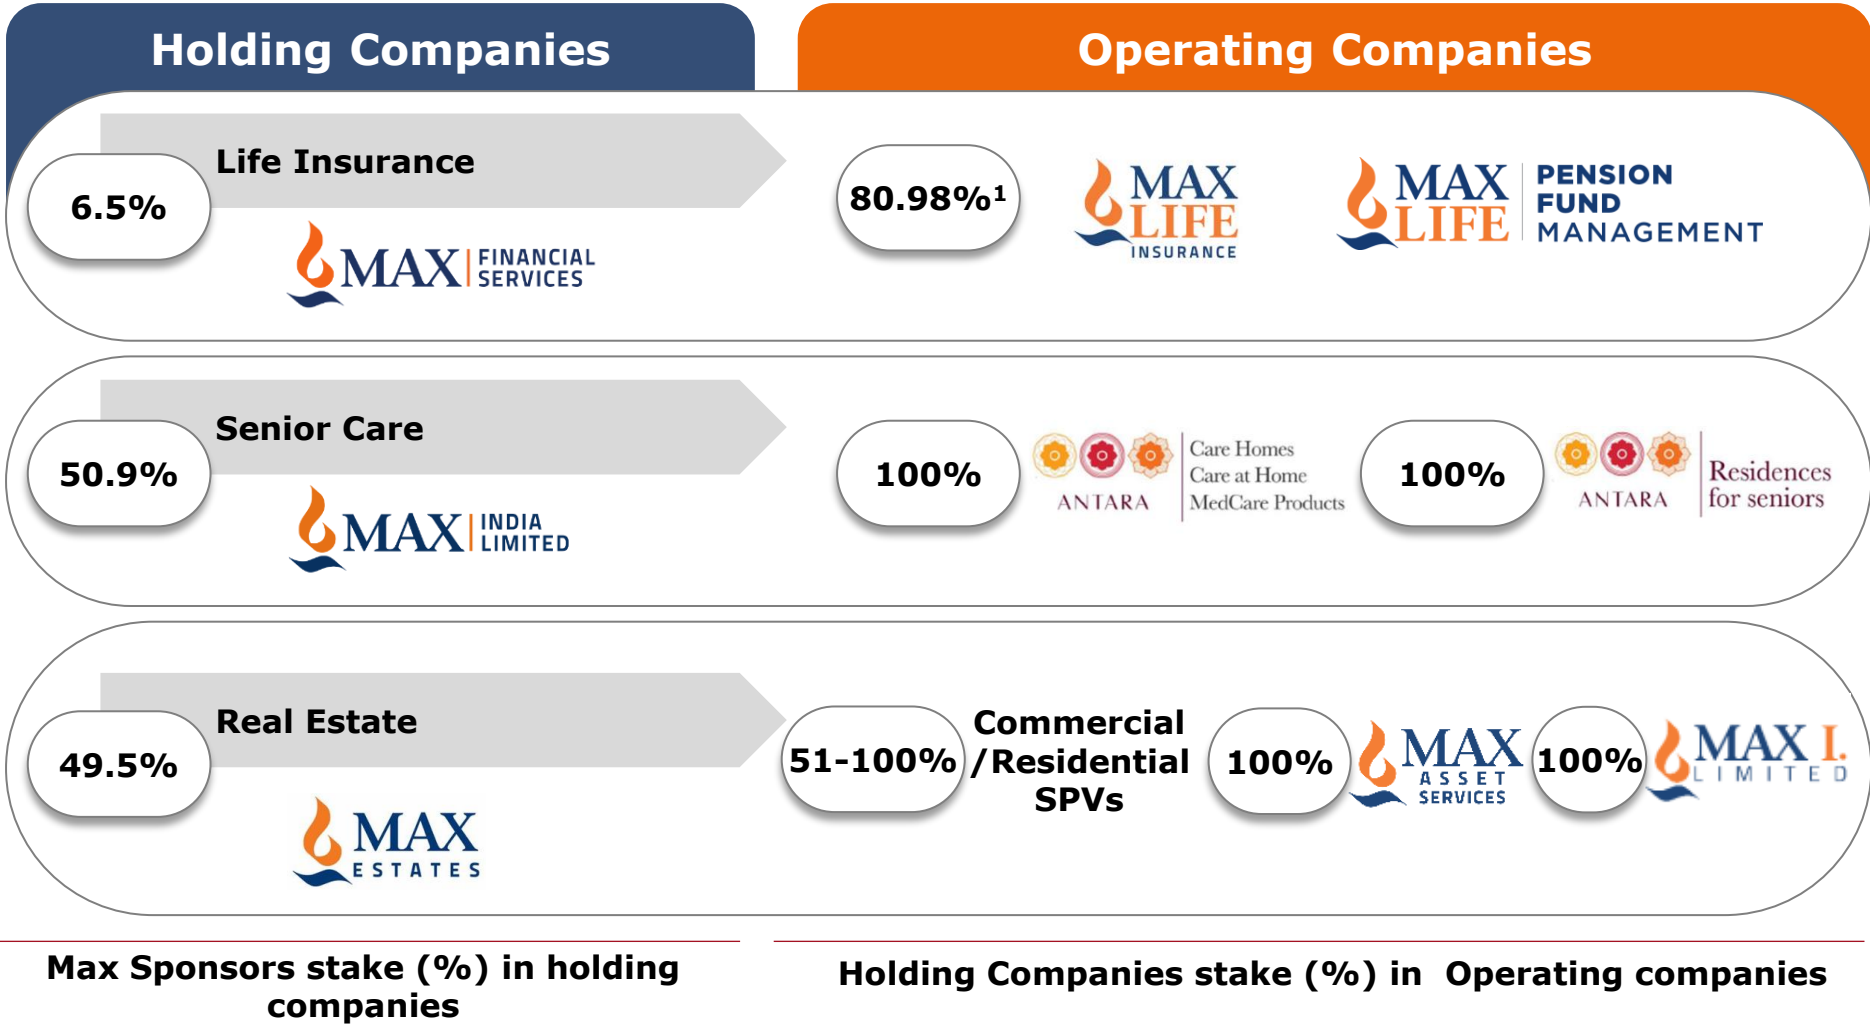 Holding Companies
Operating Companies
Life Insurance
6.5%
MAX FINANCIAL
SERVICES
80.98%¹
MAX
LIFE
INSURANCE
MAX
LIFE
PENSION
FUND
MANAGEMENT
Senior Care
50.9%
MAX INDIA
LIMITED
100%
ANTARA
Care Homes
Care at Home
MedCare Products
100%
ANTARA
Residences
for seniors
Real Estate
49.5%
MAX
ESTATES
51-100%
Commercial
/Residential
SPVs
100%
MAX
ASSET
SERVICES
100%
MAX I.
LIMITED
Max Sponsors stake (%) in holding
companies
Holding Companies stake (%) in  Operating companies